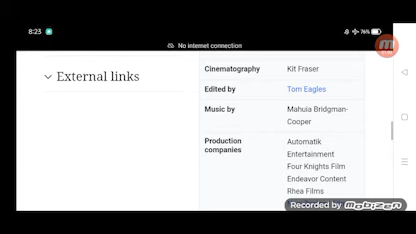 8:23
76%
No internet connection
External links
Cinematography Kit Fraser
Edited by Tom Eagles
Music by Mahuia Bridgman-
Cooper
Production
companies
Automatik
Entertainment
Four Knights Film
Endeavor Content
Rhea Films
Recorded by mobizen